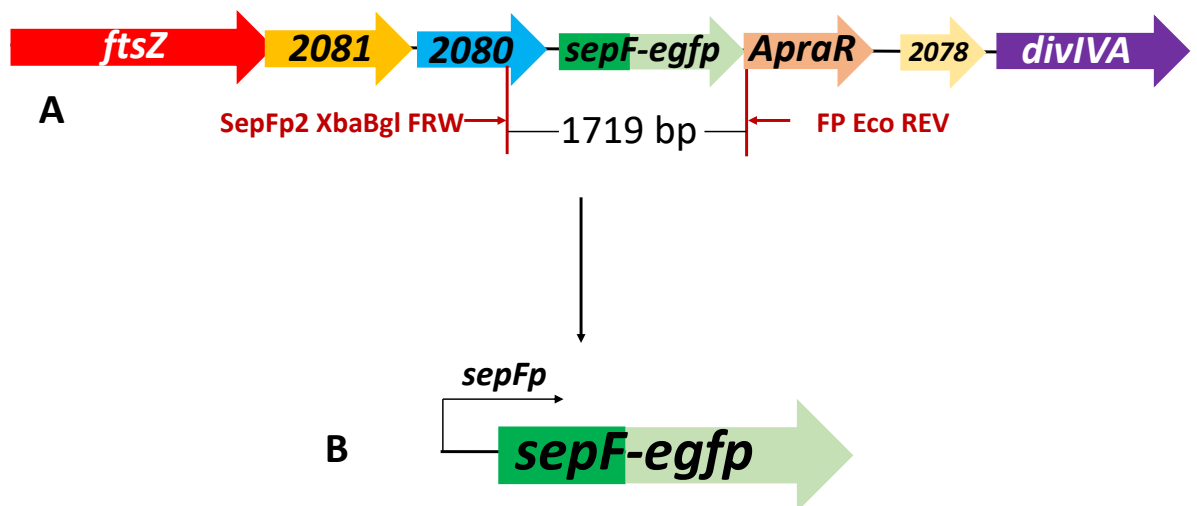 ftsZ 2081 2080 sepF-egfp ApraR 2078 divIVA
A
SepFp2 XbaBgl FRW 1719 bp FP Eco REV
sepFp
B sepF-egfp